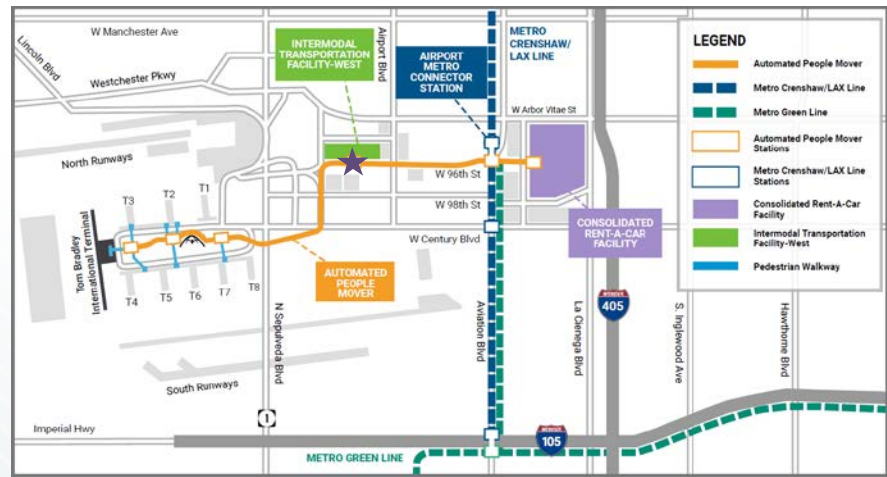 W Manchester Ave
Lincoln Blvd
Westchester Pkwy
INTERMODAL
TRANSPORTATION
FACILITY-WEST
Airport Blvd
AIRPORT
METRO
CONNECTOR
STATION
METRO
CRENSHAW/
LAX LINE
W Arbor Vitae St
North Runways
W 96th St
W 98th St
T3
T2
T1
Tom Bradley
International Terminal
T4
T5
T6
T7
T8
W Century Blvd
AUTOMATED
PEOPLE
MOVER
CONSOLIDATED
RENT-A-CAR
FACILITY
N Sepulveda Blvd
Aviation Blvd
La Cienega Blvd
INTERSTATE
405
S. Inglewood Ave
Hawthorne Blvd
South Runways
1
Imperial Hwy
METRO GREEN LINE
INTERSTATE
105
LEGEND
Automated People Mover
Metro Crenshaw/LAX Line
Metro Green Line
Automated People Mover
Stations
Metro Crenshaw/LAX Line
Stations
Consolidated Rent-A-Car
Facility
Intermodal Transportation
Facility-West
Pedestrian Walkway